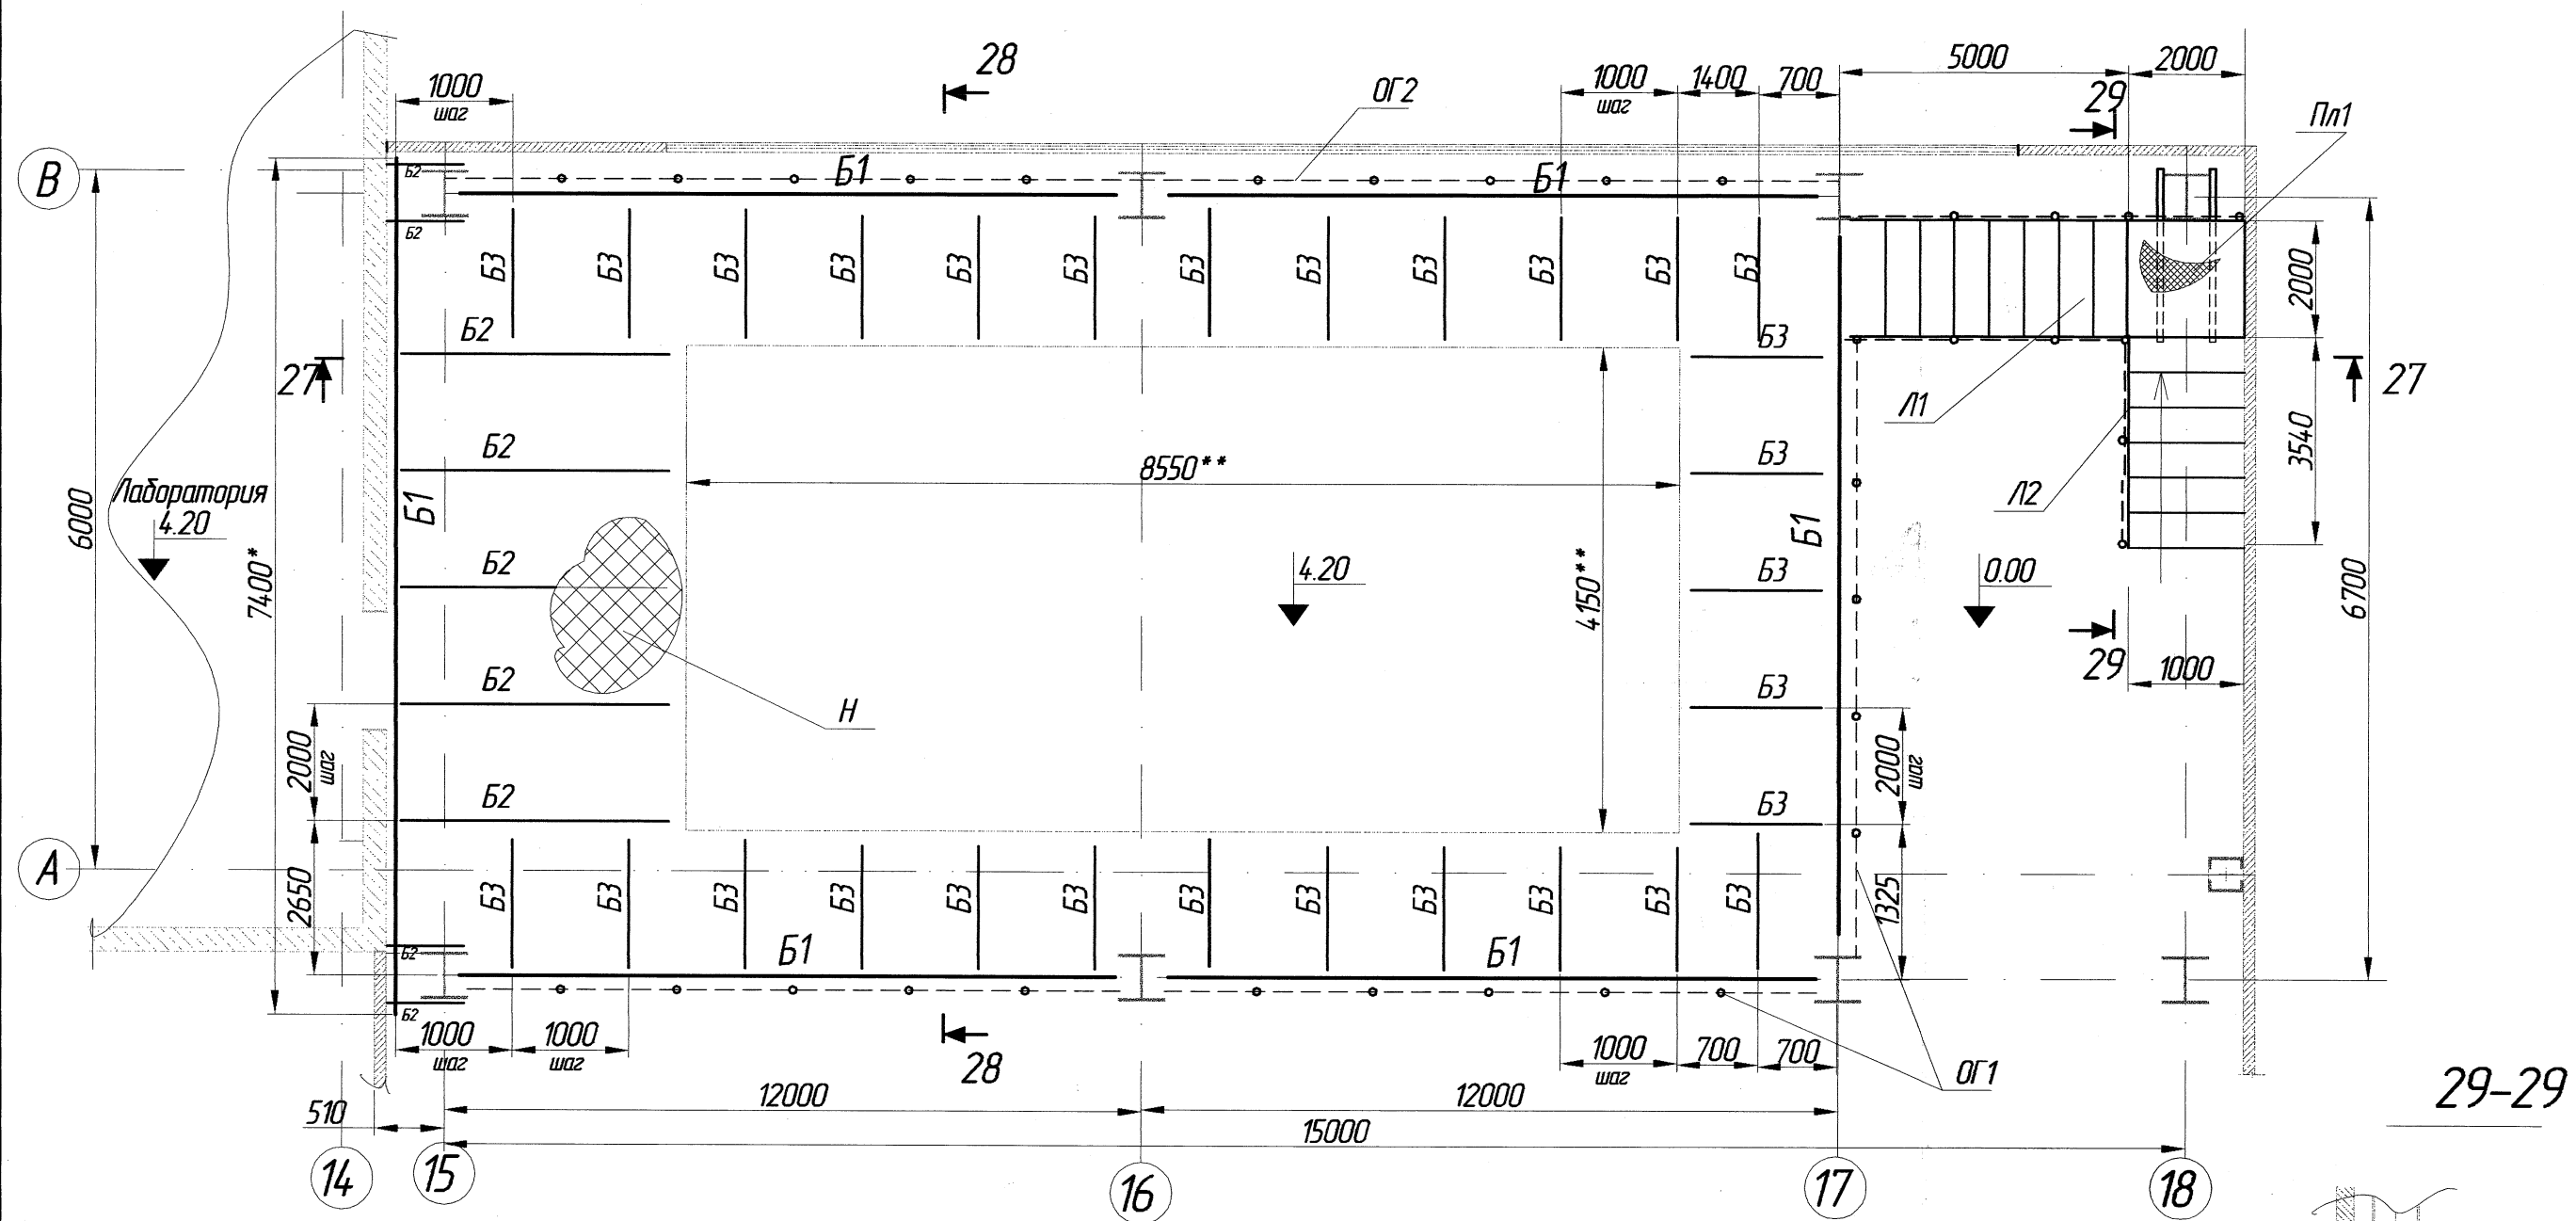 28
5000
2000
1000
шаг
ОГ2
1000
шаг
1400
700
29
Пл1
В
Б2
Б1
Б1
Б2
Б3
Б3
Б3
Б3
Б3
Б3
Б3
Б3
Б3
Б3
Б3
Б3
2000
Б2
Б3
27
27
Л1
Б2
8550**
Б3
3540
Лаборатория
4.20
Б1
Л2
6000
7400*
Б2
4.20
4150**
Б3
Б1
0.00
6700
29
1000
Б2
Н
Б3
2000
шаг
2000
шаг
Б2
Б3
А
2650
Б3
Б3
Б3
Б3
Б3
Б3
Б3
Б3
Б3
Б3
Б3
Б3
1325
Б2
Б1
Б1
Б2
1000
шаг
1000
шаг
28
1000
шаг
700
700
ОГ1
510
12000
12000
15000
29-29
14
15
16
17
18